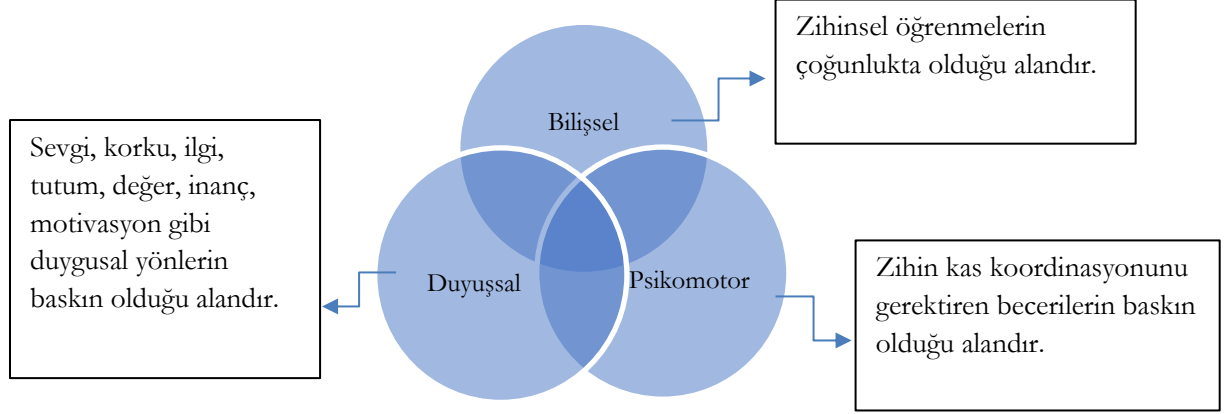 Zihinsel öğrenmelerin
çoğunlukta olduğu alandır.
Bilişsel
Sevgi, korku, ilgi,
tutum, değer, inanç,
motivasyon gibi
duygusal yönlerin
baskın olduğu alandır.
Duyuşsal
Psikomotor
Zihin kas koordinasyonunu
gerektiren becerilerin baskın
olduğu alandır.